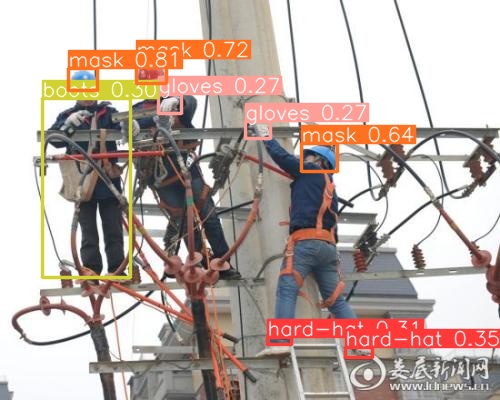 mask 0.81
mask 0.72
boots 0.30
gloves 0.27
gloves 0.27
mask 0.64
hard-hat 0.31
hard-hat 0.35
娄底新闻网
www.ldnews.cn